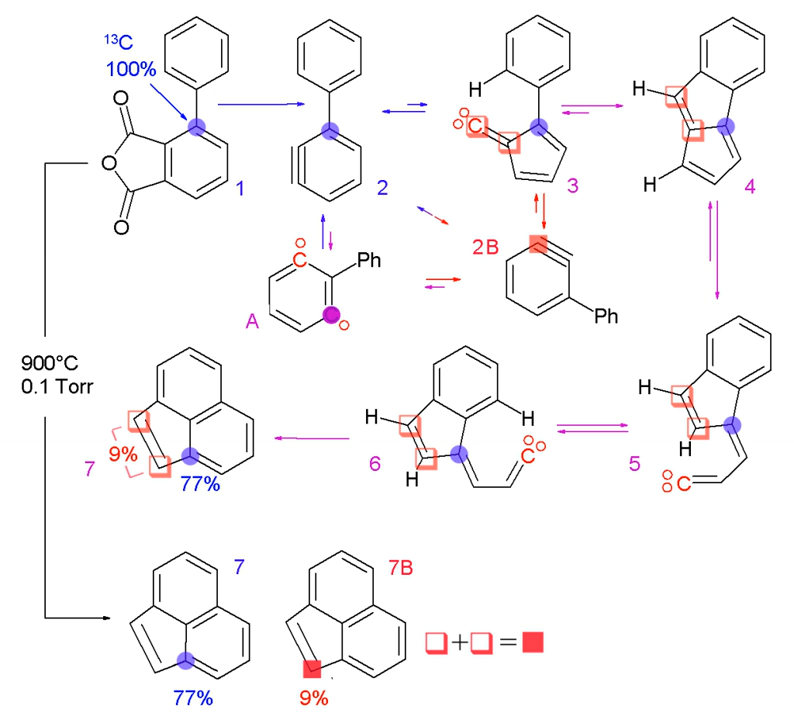 13C
100%
O
O
O
1
2
H
C
3
H
H
4
C
Ph
A
2B
Ph
900°C
0.1 Torr
7
9%
77%
H
H
H
C
6
H
H
C
5
7
77%
7B
9%
+ =